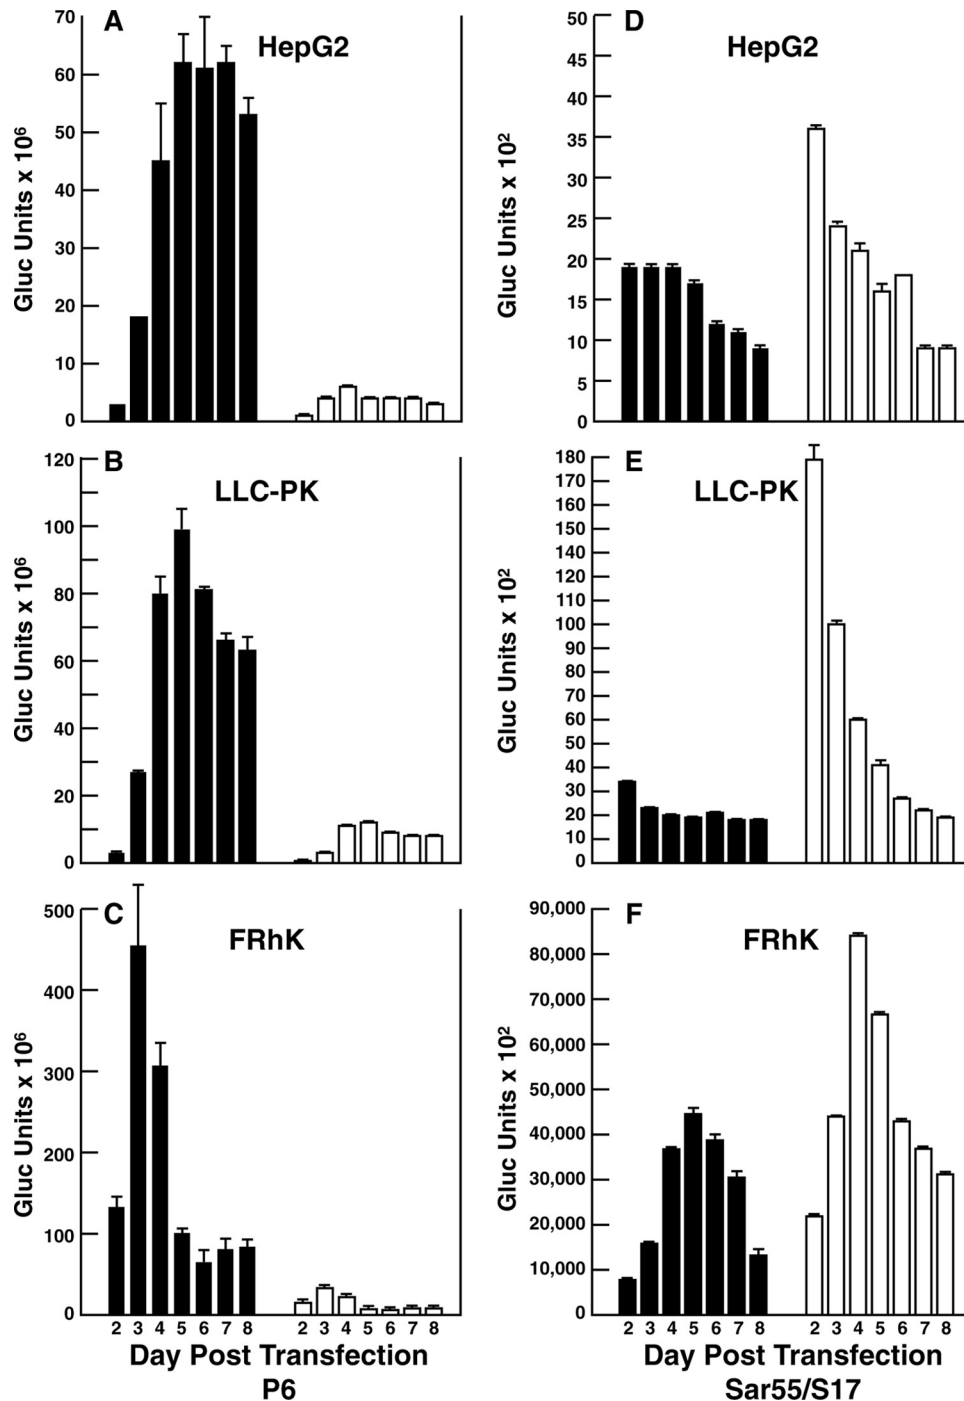 A
HepG2
Gluc Units x 10⁶
70
60
50
40
30
20
10
0
D
HepG2
Gluc Units x 10²
50
45
40
35
30
25
20
15
10
5
0
B
LLC-PK
Gluc Units x 10⁶
120
100
80
60
40
20
0
E
LLC-PK
Gluc Units x 10²
180
170
160
150
140
130
120
110
100
90
80
70
60
50
40
30
20
10
0
C
FRhK
Gluc Units x 10⁶
500
400
300
200
100
0
2 3 4 5 6 7 8 2 3 4 5 6 7 8
Day Post Transfection
P6
F
FRhK
Gluc Units x 10²
90,000
80,000
70,000
60,000
50,000
40,000
30,000
20,000
10,000
0
2 3 4 5 6 7 8 2 3 4 5 6 7 8
Day Post Transfection
Sar55/S17